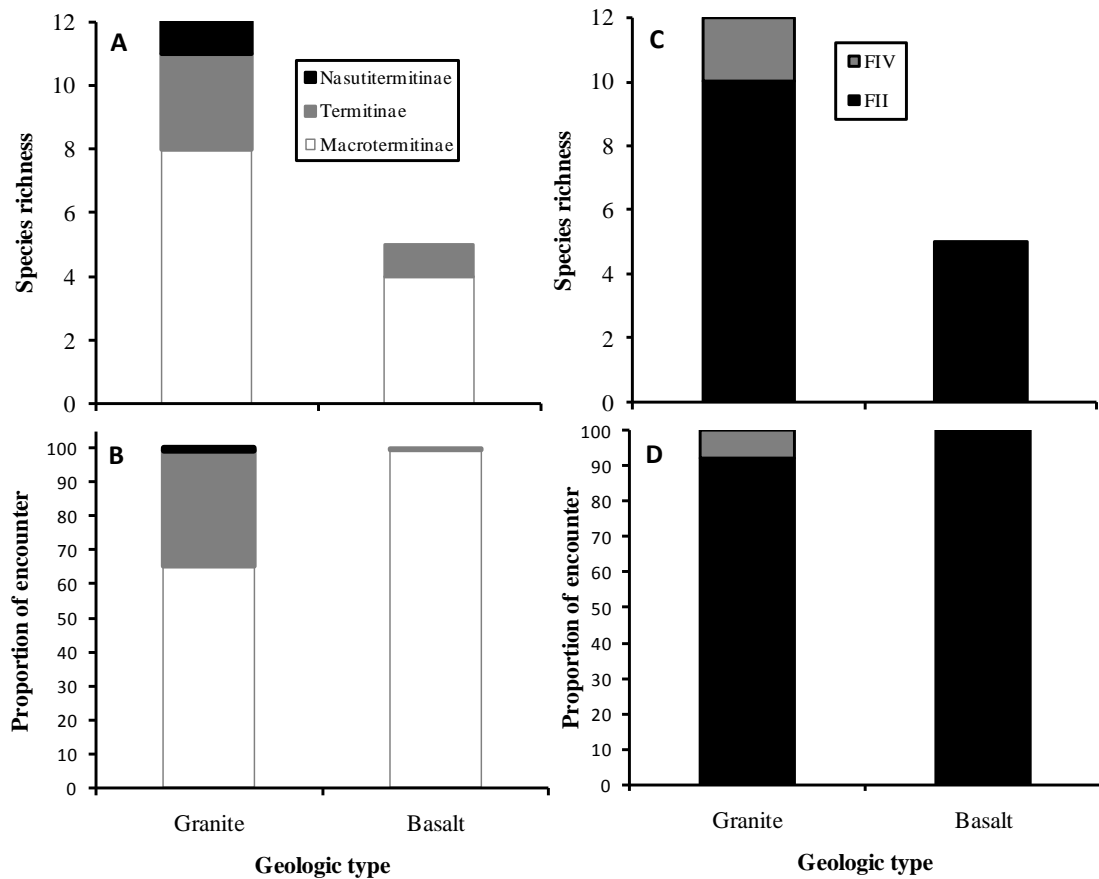 A
Species richness
12
10
8
6
4
2
0
Nasutitermitinae
Termitinae
Macrotermitinae
C
Species richness
12
10
8
6
4
2
0
FIV
FII
B
Proportion of encounter
100
90
80
70
60
50
40
30
20
10
0
Granite
Basalt
Geologic type
D
Proportion of encounter
100
90
80
70
60
50
40
30
20
10
0
Granite
Basalt
Geologic type